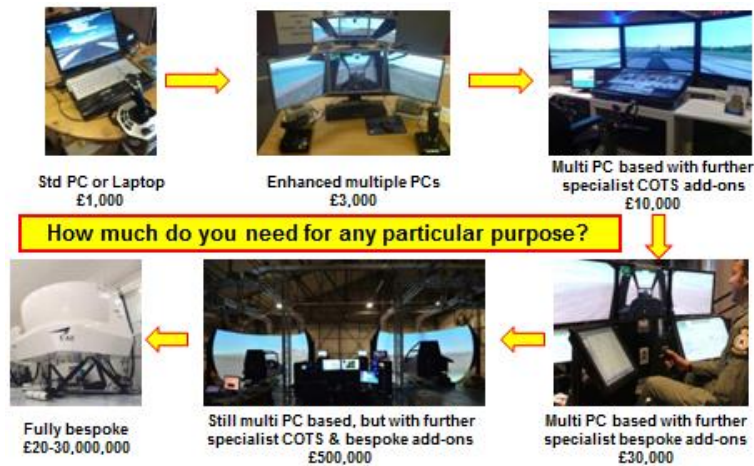 Std PC or Laptop
£1,000
Enhanced multiple PCs
£3,000
Multi PC based with further
specialist COTS add-ons
£10,000
How much do you need for any particular purpose?
Multi PC based with further
specialist bespoke add-ons
£30,000
Still multi PC based, but with further
specialist COTS & bespoke add-ons
£500,000
Fully bespoke
£20-30,000,000